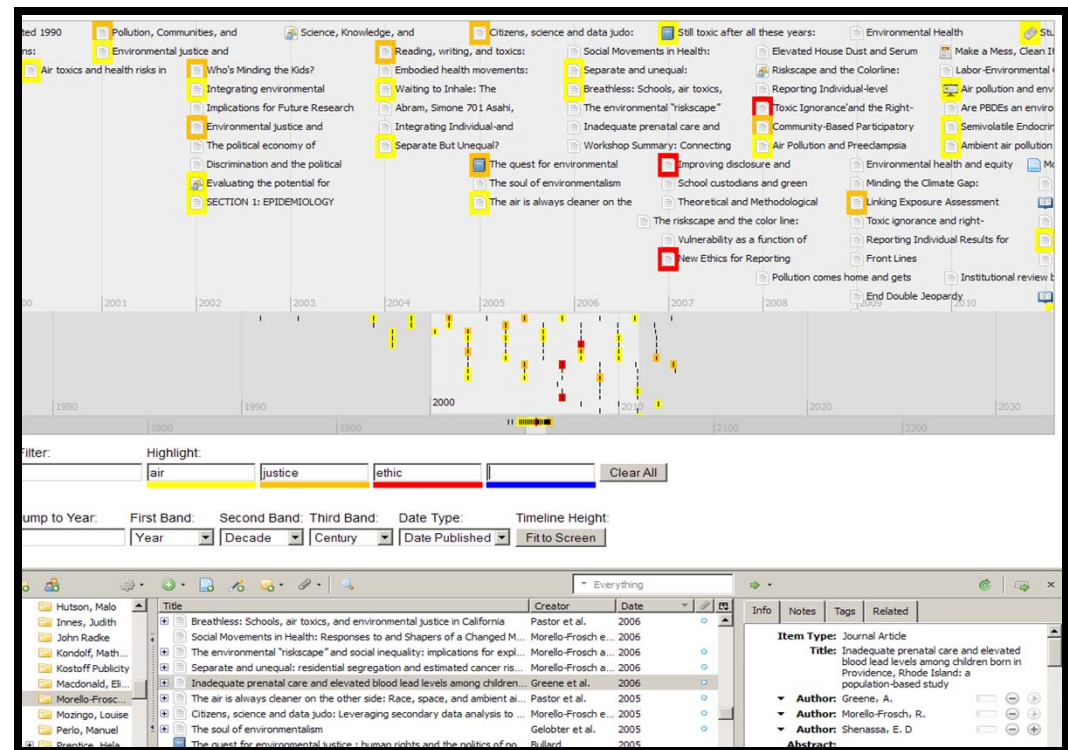 ted 1990 Pollution, Communities, and Science, Knowledge, and Citizens, science and data judo: Still toxic after all these years: Environmental Health Stu
ns: Environmental justice and Reading, writing, and toxics: Social Movements in Health: Elevated House Dust and Serum Make a Mess, Clean It
Air toxics and health risks in Who's Minding the Kids? Embodied health movements: Separate and unequal: Riskscape and the Colorline: Labor-Environmental
Integrating environmental Waiting to Inhale: The Breathless: Schools, air toxics, Reporting Individual-level Air pollution and env
Implications for Future Research Abram, Simone 701 Asahi, The environmental "riskscape" 'Toxic Ignorance'and the Right- Are PBDEs an enviro
Environmental justice and Integrating Individual-and Inadequate prenatal care and Community-Based Participatory Semivolatile Endocrin
The political economy of Separate But Unequal? Workshop Summary: Connecting Air Pollution and Preeclampsia Ambient air pollution
Discrimination and the political The quest for environmental Improving disclosure and Environmental health and equity Mo
Evaluating the potential for The soul of environmentalism School custodians and green Minding the Climate Gap:
SECTION 1: EPIDEMIOLOGY The air is always cleaner on the Theoretical and Methodological Linking Exposure Assessment
The riskscape and the color line: Toxic ignorance and right-
Vulnerability as a function of Reporting Individual Results for
New Ethics for Reporting Front Lines
Pollution comes home and gets Institutional review b
End Double Jeopardy
00 2001 2002 2003 2004 2005 2006 2007 2008 2009 2010
1980 1990 2000 2010 2020 2030
1800 1900 2100 2200
Filter: Highlight:
air justice ethic Clear All
ump to Year: First Band: Second Band: Third Band: Date Type: Timeline Height:
Year Decade Century Date Published Fit to Screen
Everything
Title Creator Date Info Notes Tags Related
Hutson, Malo
Innes, Judith
John Radke
Kondolf, Math...
Kostoff Publicity
Macdonald, Eli...
Morello-Frosc...
Mozingo, Louise
Perlo, Manuel
Prentice, Hela
Breathless: Schools, air toxics, and environmental justice in California Pastor et al. 2006
Social Movements in Health: Responses to and Shapers of a Changed M... Morello-Frosch e... 2006
The environmental "riskscape" and social inequality: implications for expl... Morello-Frosch a... 2006
Separate and unequal: residential segregation and estimated cancer ris... Morello-Frosch a... 2006
Inadequate prenatal care and elevated blood lead levels among children... Greene et al. 2006
The air is always cleaner on the other side: Race, space, and ambient ai... Pastor et al. 2005
Citizens, science and data judo: Leveraging secondary data analysis to ... Morello-Frosch e... 2005
The soul of environmentalism Gelobter et al. 2005
The quest for environmental justice : human rights and the politics of po... Bullard 2005
Item Type: Journal Article
Title: Inadequate prenatal care and elevated
blood lead levels among children born in
Providence, Rhode Island: a
population-based study
Author: Greene, A.
Author: Morello-Frosch, R.
Author: Shenassa, E. D
Abstract: